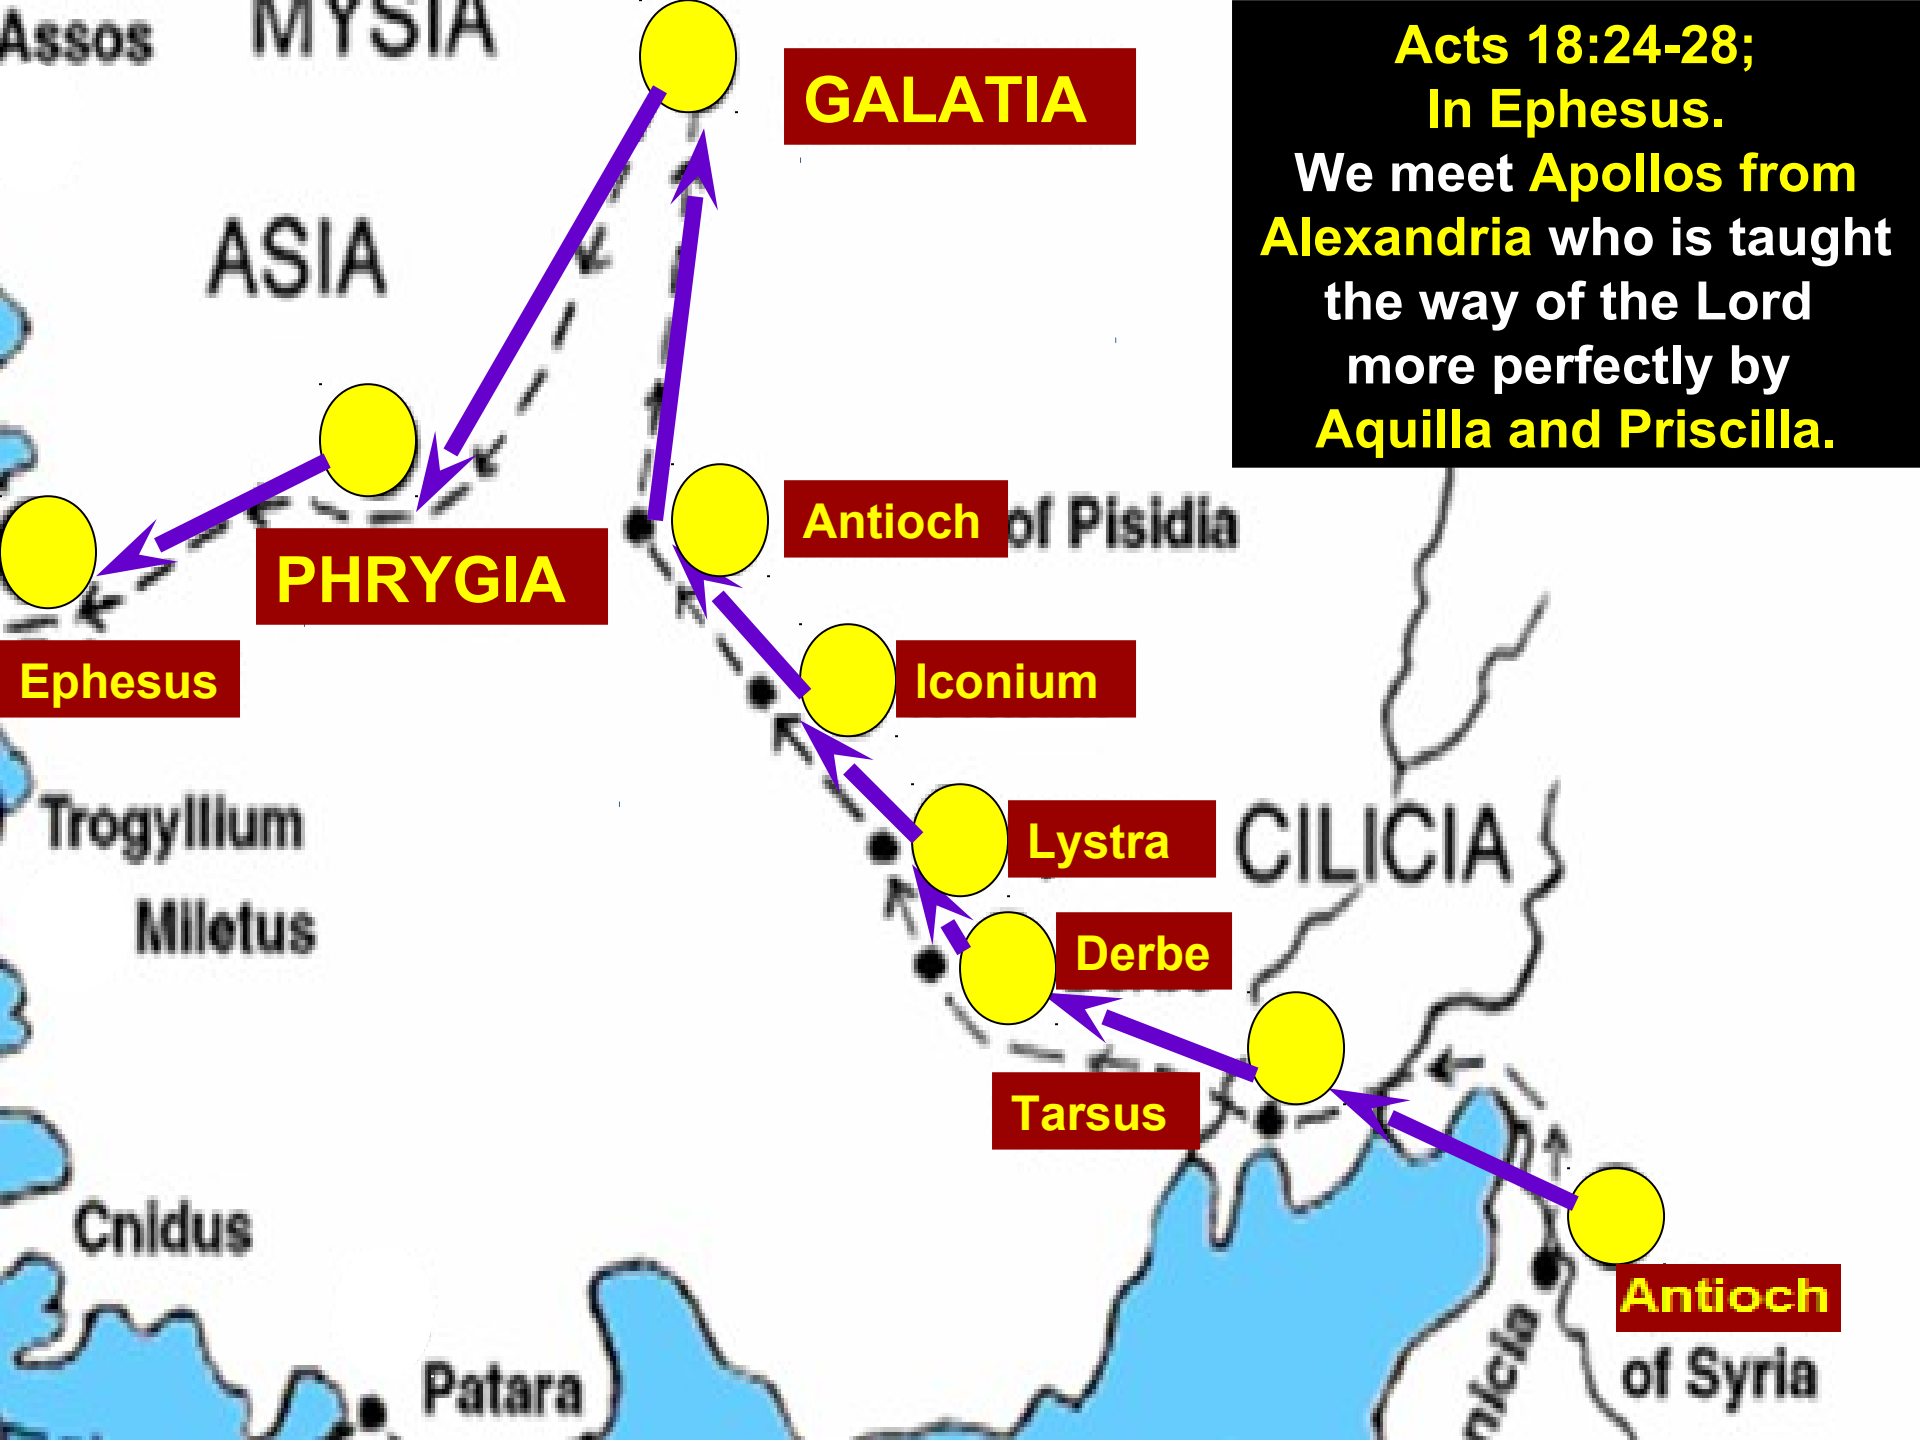 Assos
MYSIA
GALATIA
Acts 18:24-28;
In Ephesus.
We meet Apollos from
Alexandria who is taught
the way of the Lord
more perfectly by
Aquilla and Priscilla.
ASIA
Antioch of Pisidia
PHRYGIA
Ephesus
Iconium
Trogyllium
Lystra
CILICIA
Miletus
Derbe
Tarsus
Cnidus
Antioch
of Syria
Patara
nicia